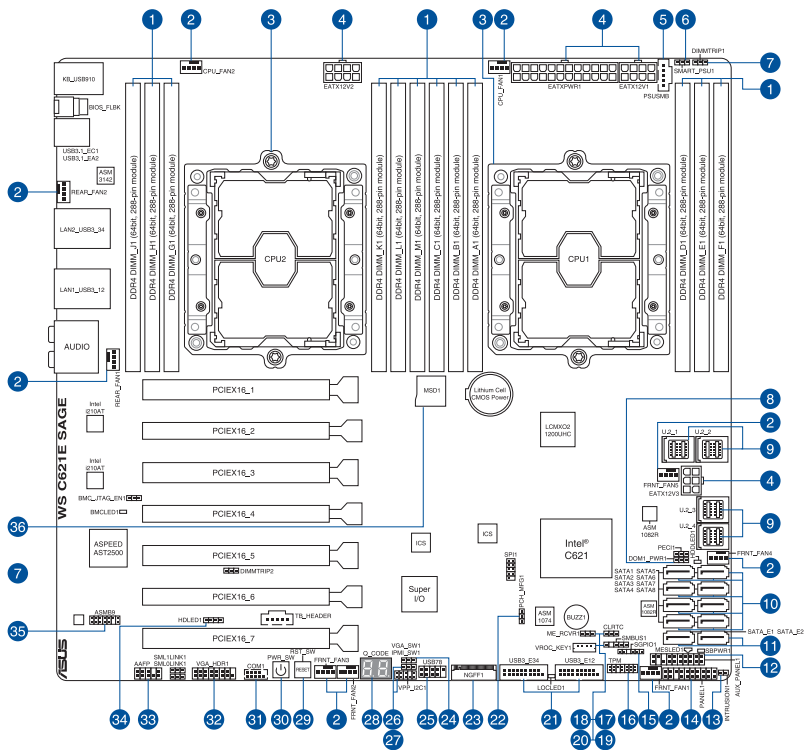 1
2
3
4
1
3
2
4
5
6
DIMMTRIP1
7
KB_USB910
CPU_FAN2
EATX12V2
CPU_FAN1
EATXPWR1
EATX12V1
PSUSMB
SMART_PSU1
1
BIOS_FLBK
USB3.1_EC1
USB3.1_EA2
ASM
3142
2
REAR_FAN2
LAN2_USB3_34
LAN1_USB3_12
AUDIO
2
REAR_FAN1
DDR4 DIMM_J1 (64bit, 288-pin module)
DDR4 DIMM_H1 (64bit, 288-pin module)
DDR4 DIMM_G1 (64bit, 288-pin module)
CPU2
DDR4 DIMM_K1 (64bit, 288-pin module)
DDR4 DIMM_L1 (64bit, 288-pin module)
DDR4 DIMM_M1 (64bit, 288-pin module)
DDR4 DIMM_C1 (64bit, 288-pin module)
DDR4 DIMM_B1 (64bit, 288-pin module)
DDR4 DIMM_A1 (64bit, 288-pin module)
CPU1
DDR4 DIMM_D1 (64bit, 288-pin module)
DDR4 DIMM_E1 (64bit, 288-pin module)
DDR4 DIMM_F1 (64bit, 288-pin module)
PCIEX16_1
MSD1
Lithium Cell
CMOS Power
8
Intel
I210AT
PCIEX16_2
LCMXO2
1200UHC
U.2_1
U.2_2
2
9
WS C621E SAGE
Intel
I210AT
PCIEX16_3
FRNT_FAN5
EATX12V3
4
BMC_JTAG_EN1
BMCLED1
PCIEX16_4
36
U.2_3
ASM
1082R
U.2_4
9
ASPEED
AST2500
PCIEX16_5
ICS
ICS
Intel®
C621
HDDLED1
PECI1
DOM1_PWR1
FRNT_FAN4
7
DIMMTRIP2
SPI1
2
SATA1 SATA5
SATA2 SATA6
SATA3 SATA7
SATA4 SATA8
PCIEX16_6
Super
I/O
PCH_MFG1
ASM
1074
BUZZ1
ASM
1082R
10
35
ASMB9
HDLED1
TB_HEADER
22
CLRTC
ME_RCVR1
SMBUS1
SATA_E1 SATA_E2
11
PCIEX16_7
VROC_KEY1
SGPIO1
MESLED1
SBPWR1
12
ASUS
AAFP
SML1LINK1
SML0LINK1
VGA_HDR1
COM1
PWR_SW
RST_SW
RESET
FRNT_FAN3
FRNT_FAN2
Q_CODE
VGA_SW1
IPMI_SW1
VPP_I2C1
USB78
NGFF1
USB3_E34
USB3_E12
LOCLED1
TPM
FRNT_FAN1
PANEL1
INTRUSION1
AUX_PANEL1
34
33
32
31
30
29
2
28
26
27
25
24
23
22
21
18
17
20
19
16
15
2
14
13